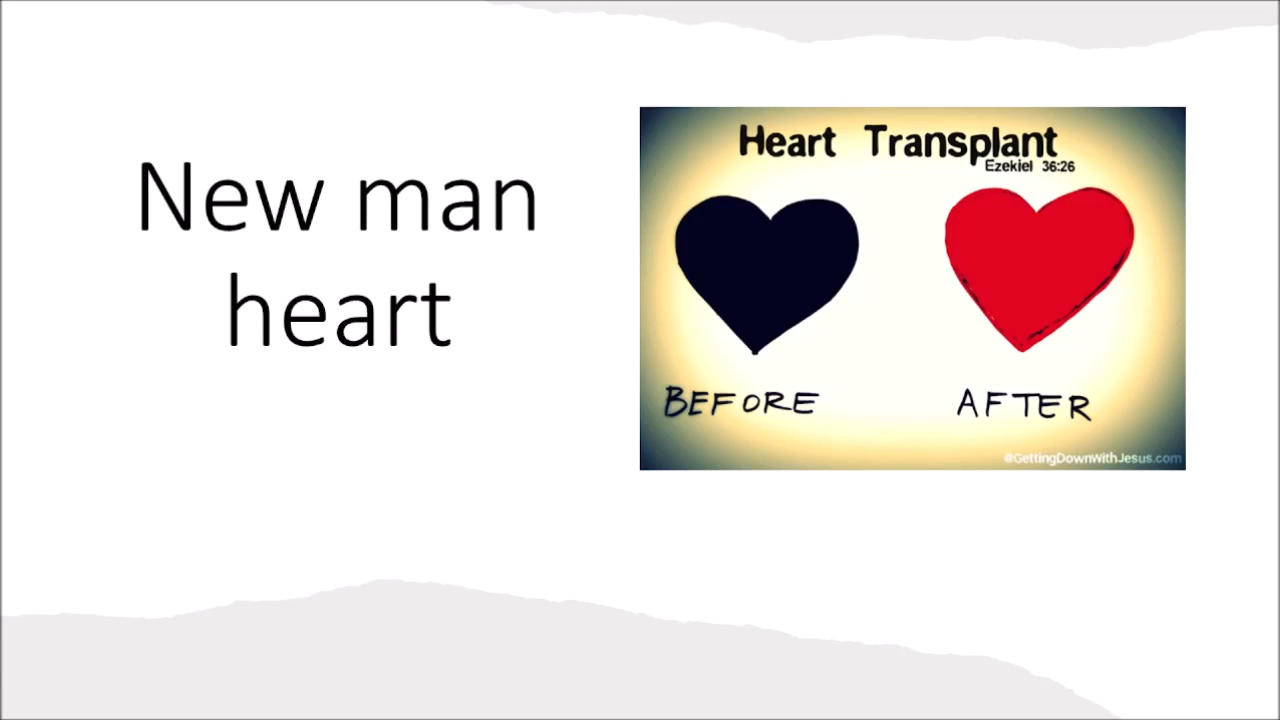 New man
heart
Heart Transplant
Ezekiel 36:26
BEFORE AFTER
@GettingDownWithJesus.com